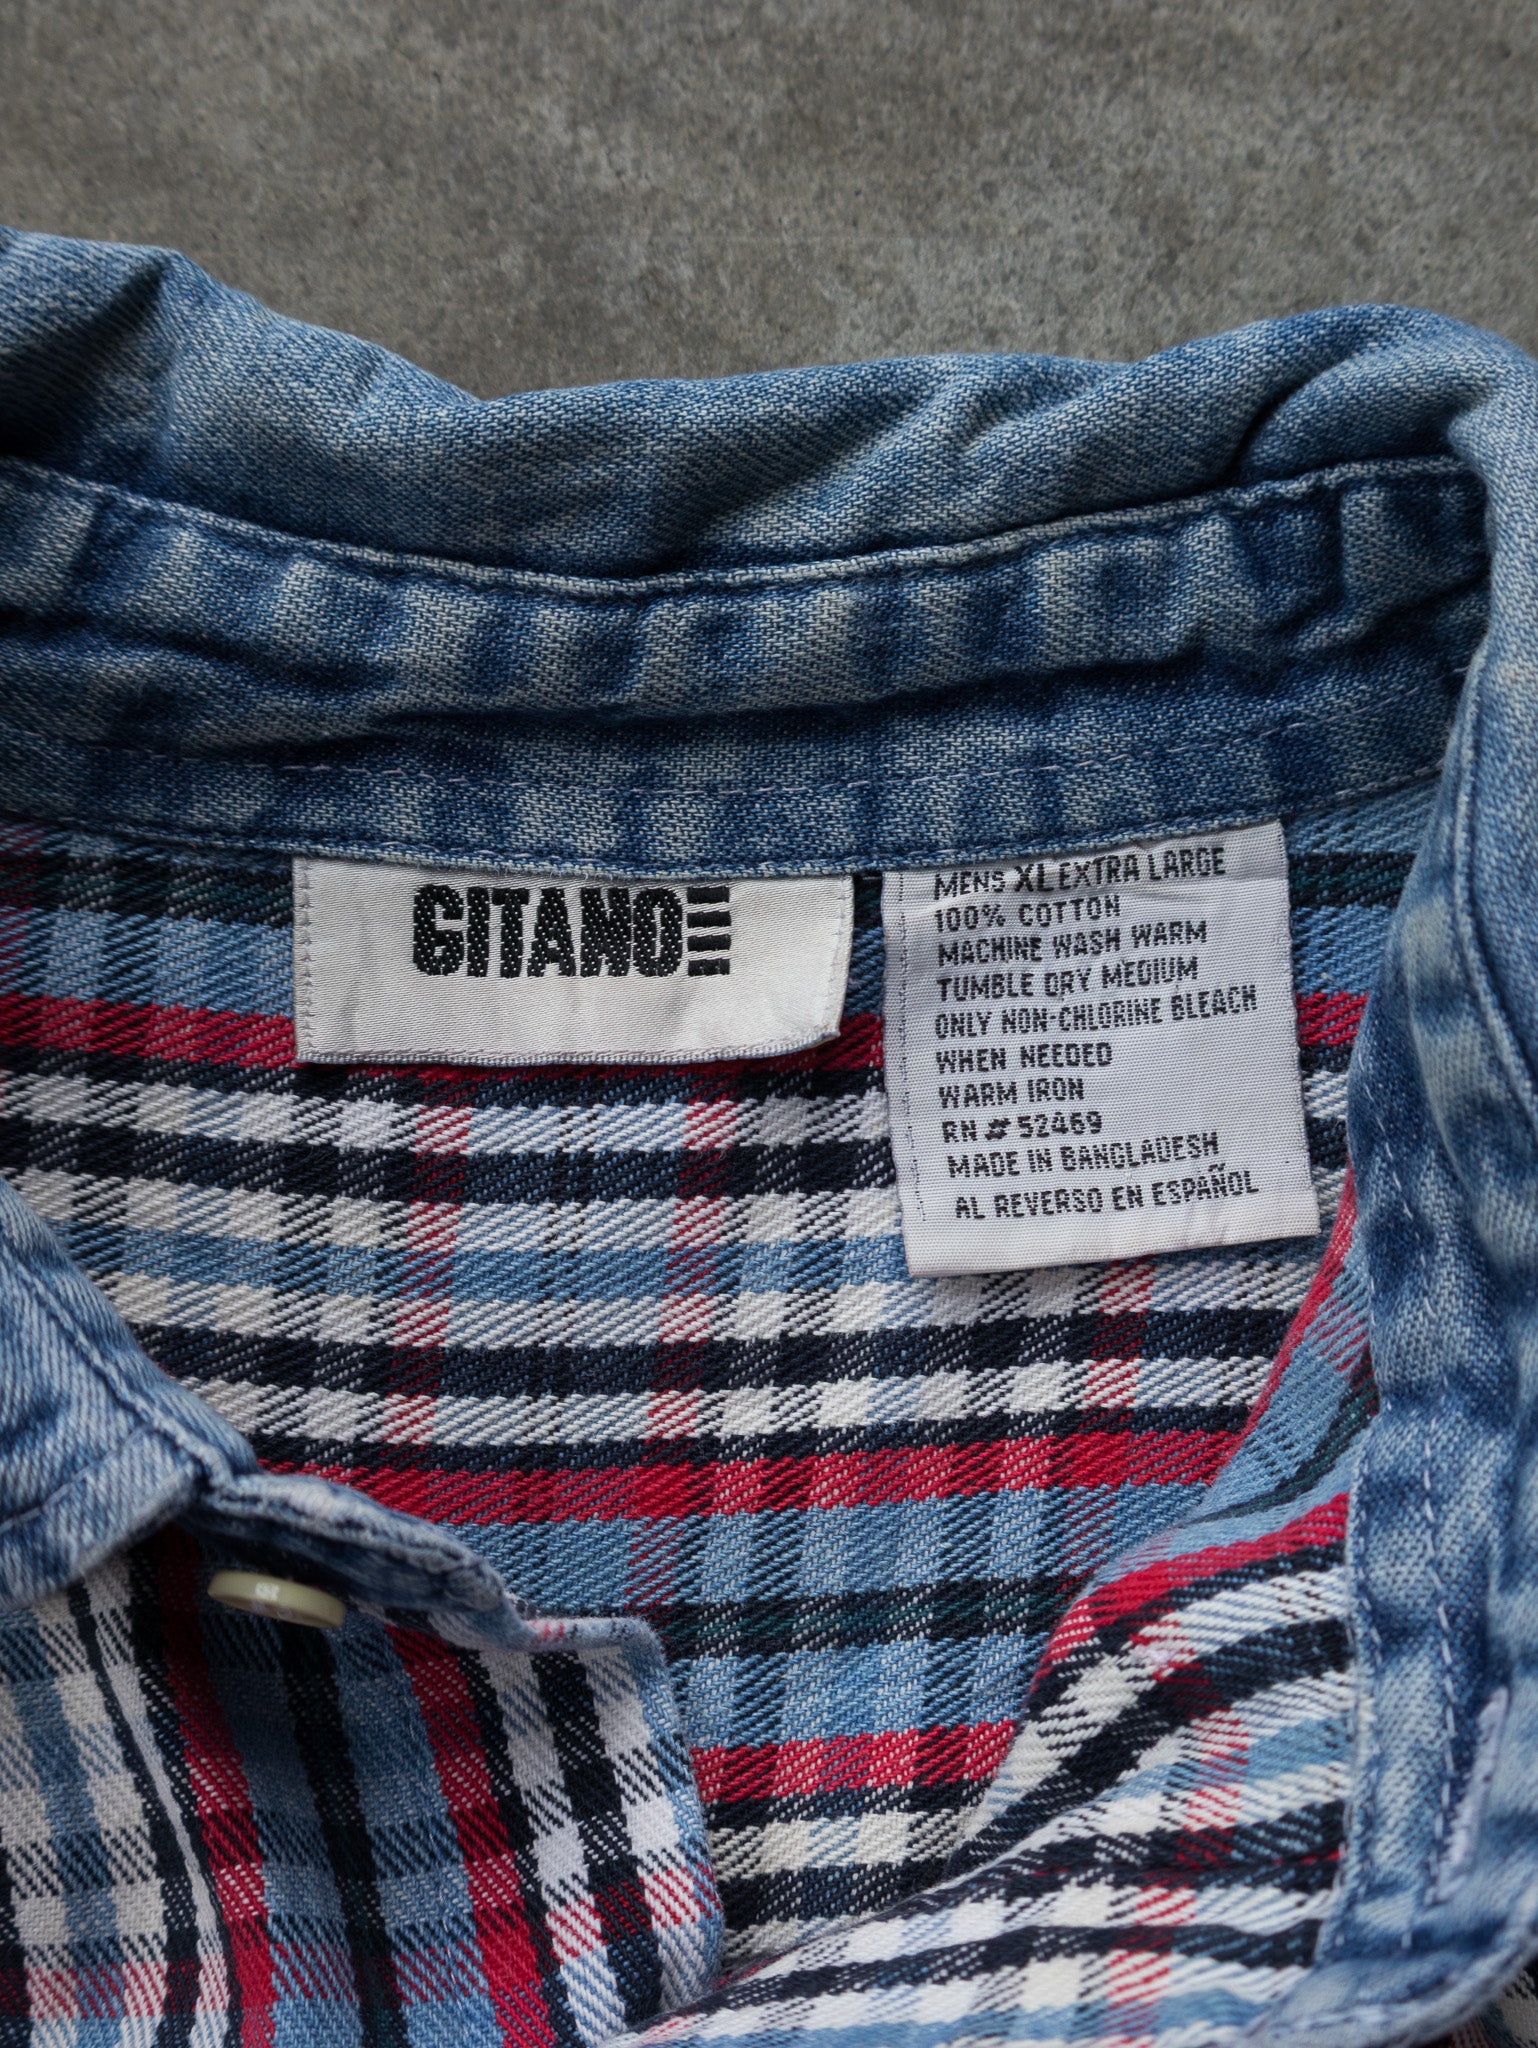 GITANO
MENS XL EXTRA LARGE
100% COTTON
MACHINE WASH WARM
TUMBLE DRY MEDIUM
ONLY NON-CHLORINE BLEACH
WHEN NEEDED
WARM IRON
RN # 52469
MADE IN BANGLADESH
AL REVERSO EN ESPAÑOL